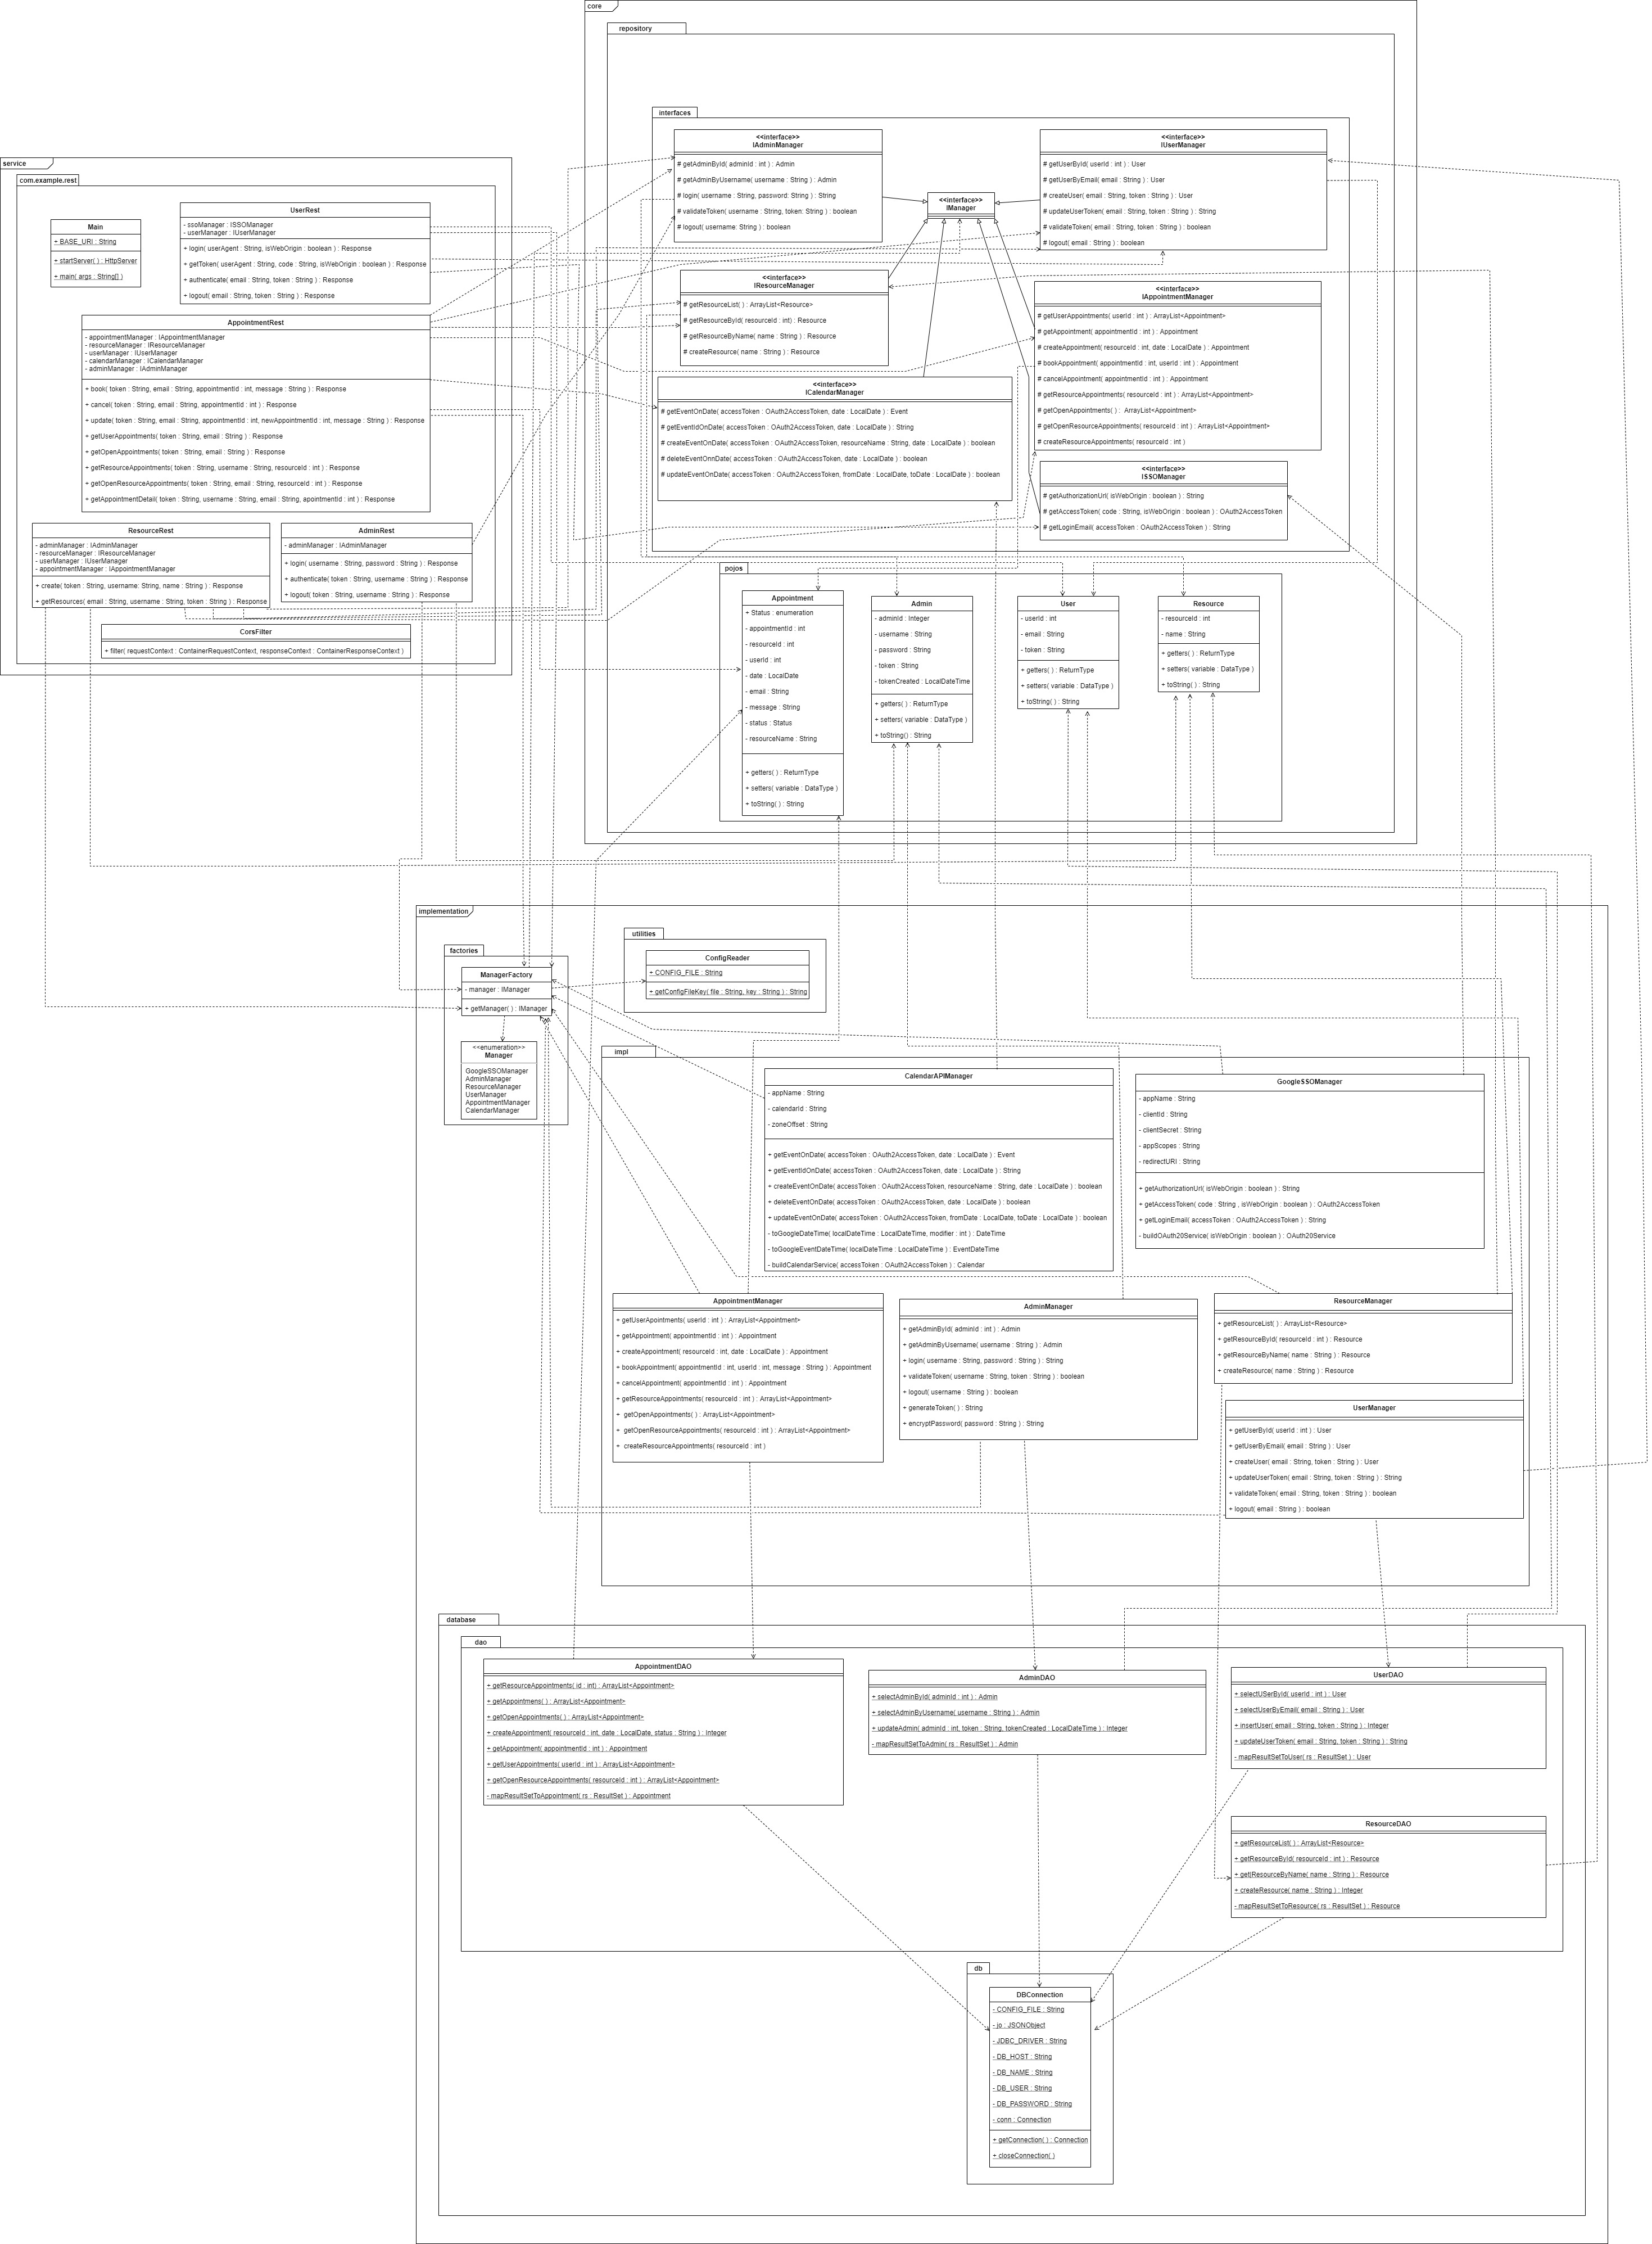 core
repository
interfaces
<<interface>>
IAdminManager
# getAdminById( adminId : int ) : Admin
# getAdminByUsername( username : String ) : Admin
# login( username : String, password: String ) : String
# validateToken( username : String, token: String ) : boolean
# logout( username: String ) : boolean
<<interface>>
IUserManager
# getUserById( userId : int ) : User
# getUserByEmail( email : String ) : User
# createUser( email : String, token : String ) : User
# updateUserToken( email : String, token : String ) : String
# validateToken( email : String, token : String ) : boolean
# logout( email : String ) : boolean
<<interface>>
IManager
<<interface>>
IResourceManager
# getResourceList( ) : ArrayList<Resource>
# getResourceById( resourceId : int) : Resource
# getResourceByName( name : String ) : Resource
# createResource( name : String ) : Resource
<<interface>>
IAppointmentManager
# getUserAppointments( userId : int ) : ArrayList<Appointment>
# getAppointment( appointmentId : int ) : Appointment
# createAppointment( resourceId : int, date : LocalDate ) : Appointment
# bookAppointment( appointmentId : int, userId : int ) : Appointment
# cancelAppointment( appointmentId : int ) : Appointment
# getResourceAppointments( resourceId : int ) : ArrayList<Appointment>
# getOpenAppointments( ) :  ArrayList<Appointment>
# getOpenResourceAppointments( resourceId : int ) : ArrayList<Appointment>
# createResourceAppointments( resourceId : int )
<<interface>>
ICalendarManager
# getEventOnDate( accessToken : OAuth2AccessToken, date : LocalDate ) : Event
# getEventIdOnDate( accessToken : OAuth2AccessToken, date : LocalDate ) : String
# createEventOnDate( accessToken : OAuth2AccessToken, resourceName : String, date : LocalDate ) : boolean
# deleteEventOnnDate( accessToken : OAuth2AccessToken, date : LocalDate ) : boolean
# updateEventOnDate( accessToken : OAuth2AccessToken, fromDate : LocalDate, toDate : LocalDate ) : boolean
<<interface>>
ISSOManager
# getAuthorizationUrl( isWebOrigin : boolean ) : String
# getAccessToken( code : String, isWebOrigin : boolean ) : OAuth2AccessToken
# getLoginEmail( accessToken : OAuth2AccessToken ) : String
service
com.example.rest
Main
+ BASE_URI : String
+ startServer( ) : HttpServer
+ main( args : String[] )
UserRest
- ssoManager : ISSOManager
- userManager : IUserManager
+ login( userAgent : String, isWebOrigin : boolean ) : Response
+ getToken( userAgent : String, code : String, isWebOrigin : boolean ) : Response
+ authenticate( email : String, token : String ) : Response
+ logout( email : String, token : String ) : Response
AppointmentRest
- appointmentManager : IAppointmentManager
- resourceManager : IResourceManager
- userManager : IUserManager
- calendarManager : ICalendarManager
- adminManager : IAdminManager
+ book( token : String, email : String, appointmentId : int, message : String ) : Response
+ cancel( token : String, email : String, appointmentId : int ) : Response
+ update( token : String, email : String, appointmentId : int, newAppointmentId : int, message : String ) : Response
+ getUserAppointments( token : String, email : String ) : Response
+ getOpenAppointments( token : String, email : String ) : Response
+ getResourceAppointments( token : String, username : String, resourceId : int ) : Response
+ getOpenResourceAppointments( token : String, email : String, resourceId : int ) : Response
+ getAppointmentDetail( token : String, username : String, email : String, apointmentId : int ) : Response
ResourceRest
- adminManager : IAdminManager
- resourceManager : IResourceManager
- userManager : IUserManager
- appointmentManager : IAppointmentManager
+ create( token : String, username: String, name : String ) : Response
+ getResources( email : String, username : String, token : String ) : Response
AdminRest
- adminManager : IAdminManager
+ login( username : String, password : String ) : Response
+ authenticate( token : String, username : String ) : Response
+ logout( token : String, username : String ) : Response
CorsFilter
+ filter( requestContext : ContainerRequestContext, responseContext : ContainerResponseContext )
pojos
Appointment
+ Status : enumeration
- appointmentId : int
- resourceId : int
- userId : int
- date : LocalDate
- email : String
- message : String
- status : Status
- resourceName : String
+ getters( ) : ReturnType
+ setters( variable : DataType )
+ toString( ) : String
Admin
- adminId : Integer
- username : String
- password : String
- token : String
- tokenCreated : LocalDateTime
+ getters( ) : ReturnType
+ setters( variable : DataType )
+ toString() : String
User
- userId : int
- email : String
- token : String
+ getters( ) : ReturnType
+ setters( variable : DataType )
+ toString( ) : String
Resource
- resourceId : int
- name : String
+ getters( ) : ReturnType
+ setters( variable : DataType )
+ toString( ) : String
implementation
factories
ManagerFactory
- manager : IManager
+ getManager( ) : IManager
<<enumeration>>
Manager
GoogleSSOManager
AdminManager
ResourceManager
UserManager
AppointmentManager
CalendarManager
utilities
ConfigReader
+ CONFIG_FILE : String
+ getConfigFileKey( file : String, key : String ) : String
impl
CalendarAPIManager
- appName : String
- calendarId : String
- zoneOffset : String
+ getEventOnDate( accessToken : OAuth2AccessToken, date : LocalDate ) : Event
+ getEventIdOnDate( accessToken : OAuth2AccessToken, date : LocalDate ) : String
+ createEventOnDate( accessToken : OAuth2AccessToken, resourceName : String, date : LocalDate ) : boolean
+ deleteEventOnDate( accessToken : OAuth2AccessToken, date : LocalDate ) : boolean
+ updateEventOnDate( accessToken : OAuth2AccessToken, fromDate : LocalDate, toDate : LocalDate ) : boolean
- toGoogleDateTime( localDateTime : LocalDateTime, modifier : int ) : DateTime
- toGoogleEventDateTime( localDateTime : LocalDateTime ) : EventDateTime
- buildCalendarService( accessToken : OAuth2AccessToken ) : Calendar
GoogleSSOManager
- appName : String
- clientId : String
- clientSecret : String
- appScopes : String
- redirectURI : String
+ getAuthorizationUrl( isWebOrigin : boolean ) : String
+ getAccessToken( code : String , isWebOrigin : boolean ) : OAuth2AccessToken
+ getLoginEmail( accessToken : OAuth2AccessToken ) : String
- buildOAuth20Service( isWebOrigin : boolean ) : OAuth20Service
AppointmentManager
+ getUserApointments( userId : int ) : ArrayList<Appointment>
+ getAppointment( appointmentId : int ) : Appointment
+ createAppointment( resourceId : int, date : LocalDate ) : Appointment
+ bookAppointment( appointmentId : int, userId : int, message : String ) : Appointment
+ cancelAppointment( appointmentId : int ) : Appointment
+ getResourceAppointments( resourceId : int ) : ArrayList<Appointment>
+  getOpenAppointments( ) : ArrayList<Appointment>
+  getOpenResourceAppointments( resourceId : int ) : ArrayList<Appointment>
+  createResourceAppointments( resourceId : int )
AdminManager
+ getAdminById( adminId : int ) : Admin
+ getAdminByUsername( username : String ) : Admin
+ login( username : String, password : String ) : String
+ validateToken( username : String, token : String ) : boolean
+ logout( username : String ) : boolean
+ generateToken( ) : String
+ encryptPassword( password : String ) : String
ResourceManager
+ getResourceList( ) : ArrayList<Resource>
+ getResourceById( resourceId : int ) : Resource
+ getResourceByName( name : String ) : Resource
+ createResource( name : String ) : Resource
UserManager
+ getUserById( userId : int ) : User
+ getUserByEmail( email : String ) : User
+ createUser( email : String, token : String ) : User
+ updateUserToken( email : String, token : String ) : String
+ validateToken( email : String, token : String ) : boolean
+ logout( email : String ) : boolean
database
dao
AppointmentDAO
+ getResourceAppointments( id : int) : ArrayList<Appointment>
+ getAppointmens( ) : ArrayList<Appointment>
+ getOpenAppointments( ) : ArrayList<Appointment>
+ createAppointment( resourceId : int, date : LocalDate, status : String ) : Integer
+ getAppointment( appointmentId : int ) : Appointment
+ getUserAppointments( userId : int ) : ArrayList<Appointment>
+ getOpenResourceAppointments( resourceId : int ) : ArrayList<Appointment>
- mapResultSetToAppointment( rs : ResultSet ) : Appointment
AdminDAO
+ selectAdminById( adminId : int ) : Admin
+ selectAdminByUsername( username : String ) : Admin
+ updateAdmin( adminId : int, token : String, tokenCreated : LocalDateTime ) : Integer
- mapResultSetToAdmin( rs : ResultSet ) : Admin
UserDAO
+ selectUSerById( userId : int ) : User
+ selectUserByEmail( email : String ) : User
+ insertUser( email : String, token : String ) : Integer
+ updateUserToken( email : String, token : String ) : String
- mapResultSetToUser( rs : ResultSet ) : User
ResourceDAO
+ getResourceList( ) : ArrayList<Resource>
+ getResourceById( resourceId : int ) : Resource
+ get|ResourceByName( name : String ) : Resource
+ createResource( name : String ) : Integer
- mapResultSetToResource( rs : ResultSet ) : Resource
db
DBConnection
- CONFIG_FILE : String
- jo : JSONObject
- JDBC_DRIVER : String
- DB_HOST : String
- DB_NAME : String
- DB_USER : String
- DB_PASSWORD : String
- conn : Connection
+ getConnection( ) : Connection
+ closeConnection( )